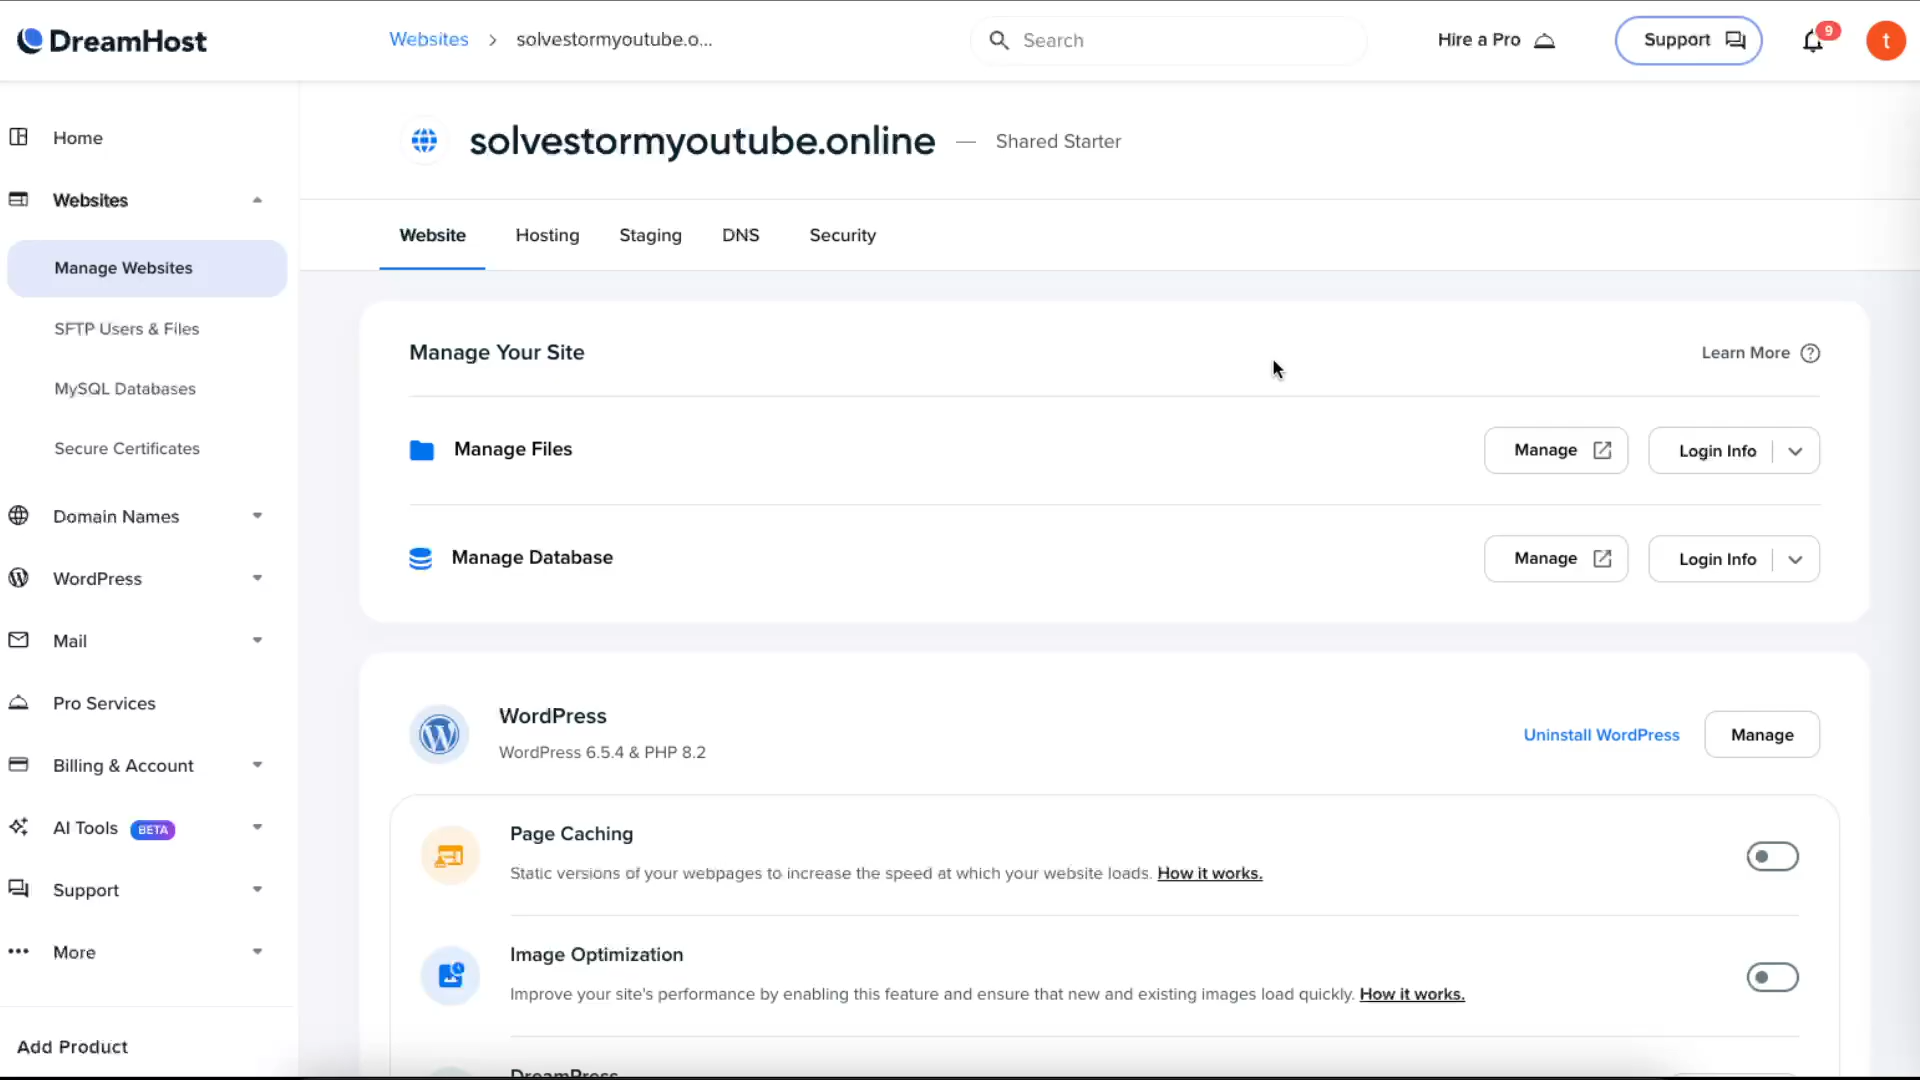 DreamHost
Websites > solvestormyoutube.o...
Search
Hire a Pro
Support
9
t
Home
Websites
Manage Websites
SFTP Users & Files
MySQL Databases
Secure Certificates
Domain Names
WordPress
Mail
Pro Services
Billing & Account
AI Tools BETA
Support
More
Add Product
solvestormyoutube.online — Shared Starter
Website Hosting Staging DNS Security
Manage Your Site
Learn More ?
Manage Files
Manage
Login Info
Manage Database
Manage
Login Info
WordPress
WordPress 6.5.4 & PHP 8.2
Uninstall WordPress
Manage
Page Caching
Static versions of your webpages to increase the speed at which your website loads. How it works.
Image Optimization
Improve your site's performance by enabling this feature and ensure that new and existing images load quickly. How it works.
DreamPress